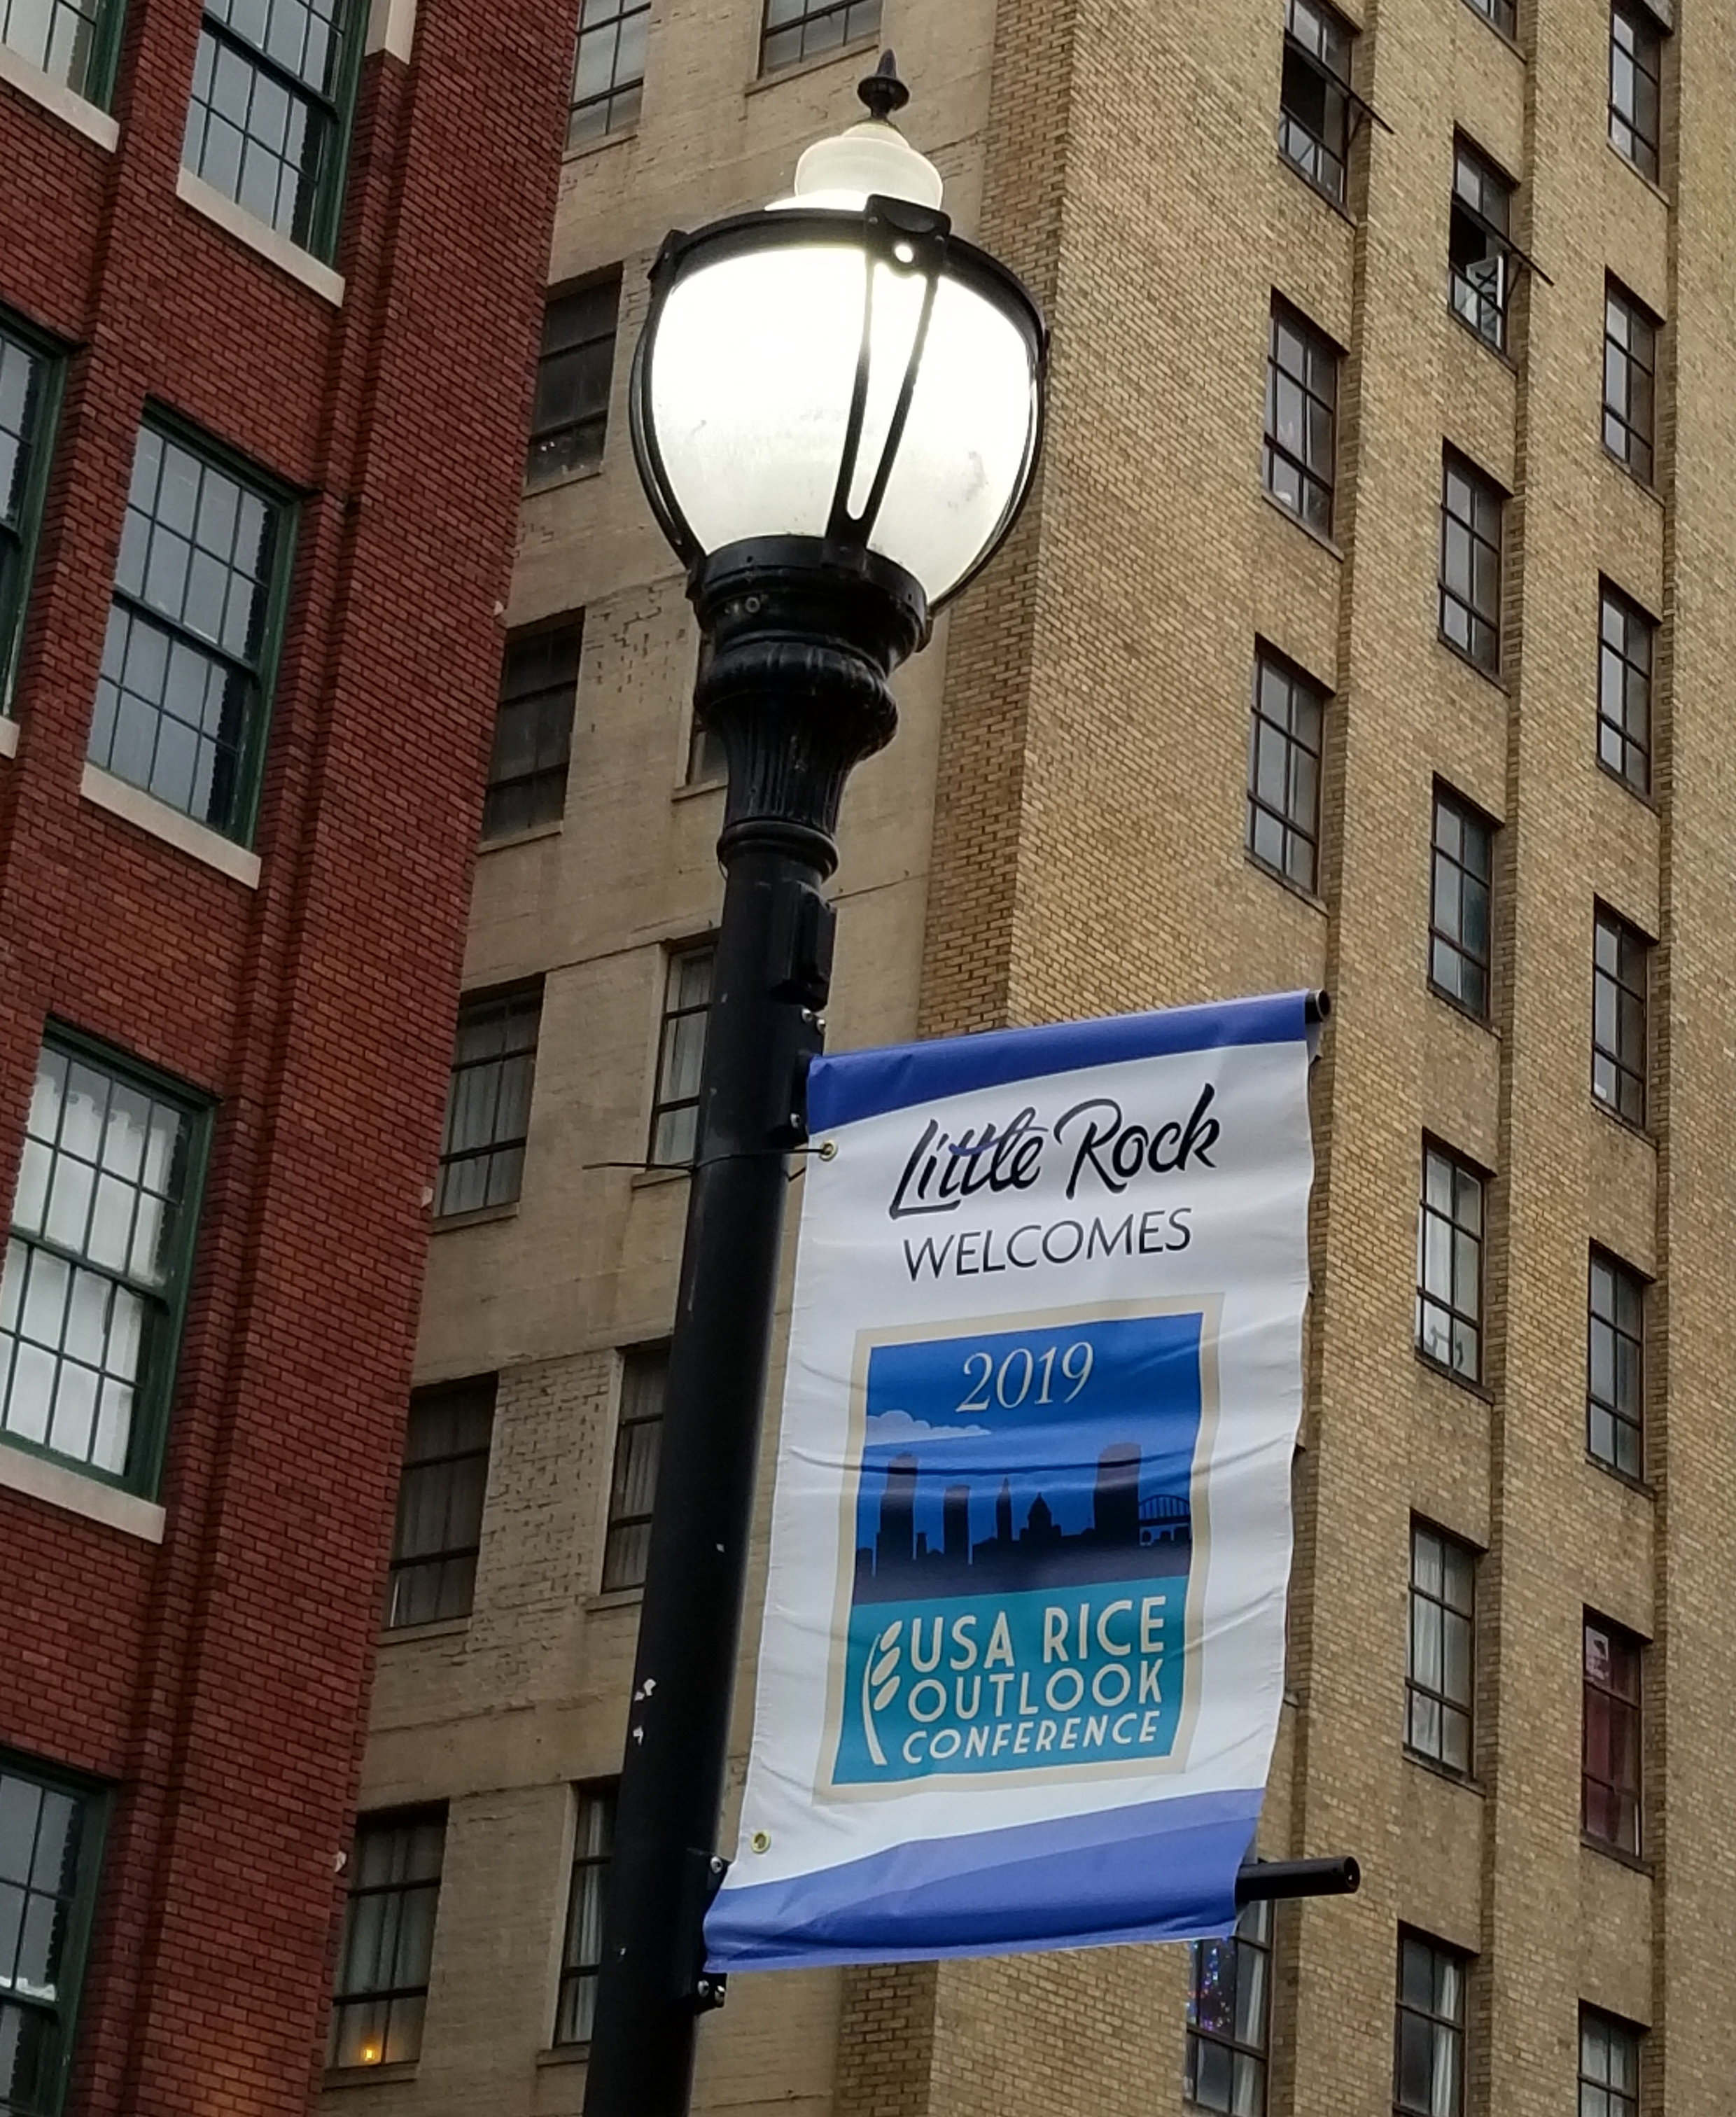 Little Rock
WELCOMES
2019
USA RICE
OUTLOOK
CONFERENCE